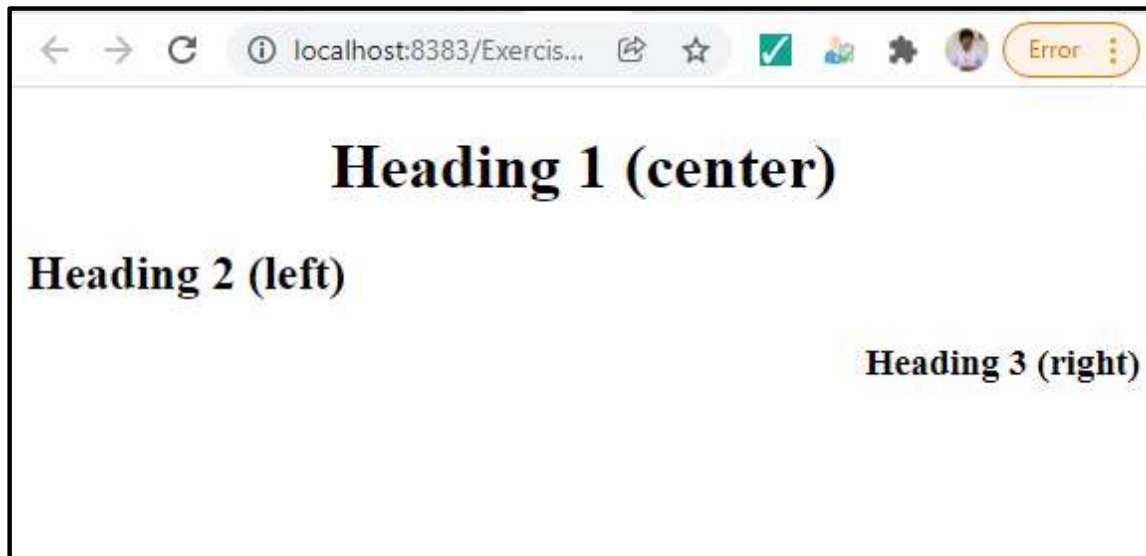 localhost:8383/Exercis... Error
Heading 1 (center)
Heading 2 (left)
Heading 3 (right)